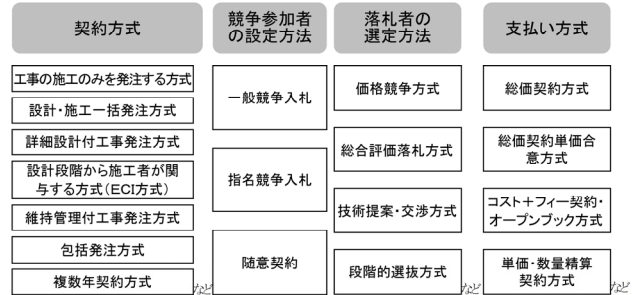 契約方式
競争参加者
の設定方法
落札者の
選定方法
支払い方式
工事の施工のみを発注する方式
設計・施工一括発注方式
詳細設計付工事発注方式
設計段階から施工者が関
与する方式(ECI方式)
維持管理付工事発注方式
包括発注方式
複数年契約方式
など
一般競争入札
指名競争入札
随意契約
価格競争方式
総合評価落札方式
技術提案・交渉方式
段階的選抜方式
など
総価契約方式
総価契約単価合
意方式
コスト+フィー契約・
オープンブック方式
単価・数量精算
契約方式
など